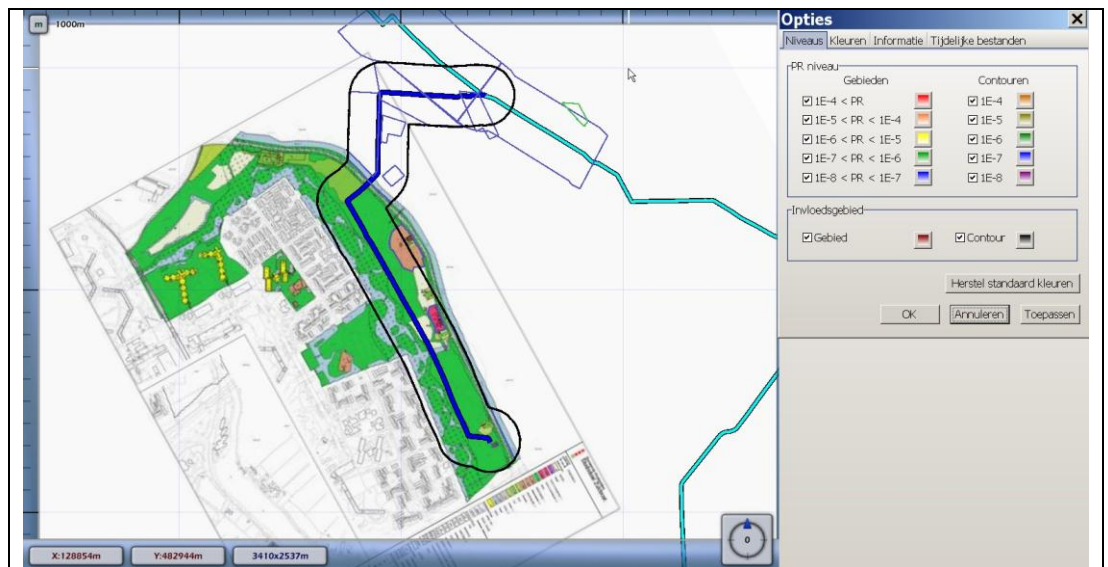 m 1000m
Opties
Niveaus Kleuren Informatie Tijdelijke bestanden
PR niveau
Gebieden Contouren
1E-4 < PR 1E-4
1E-5 < PR < 1E-4 1E-5
1E-6 < PR < 1E-5 1E-6
1E-7 < PR < 1E-6 1E-7
1E-8 < PR < 1E-7 1E-8
Invloedsgebied
Gebied Contour
Herstel standaard kleuren
OK Annuleren Toepassen
0
X:128854m Y:482944m 3410x2537m